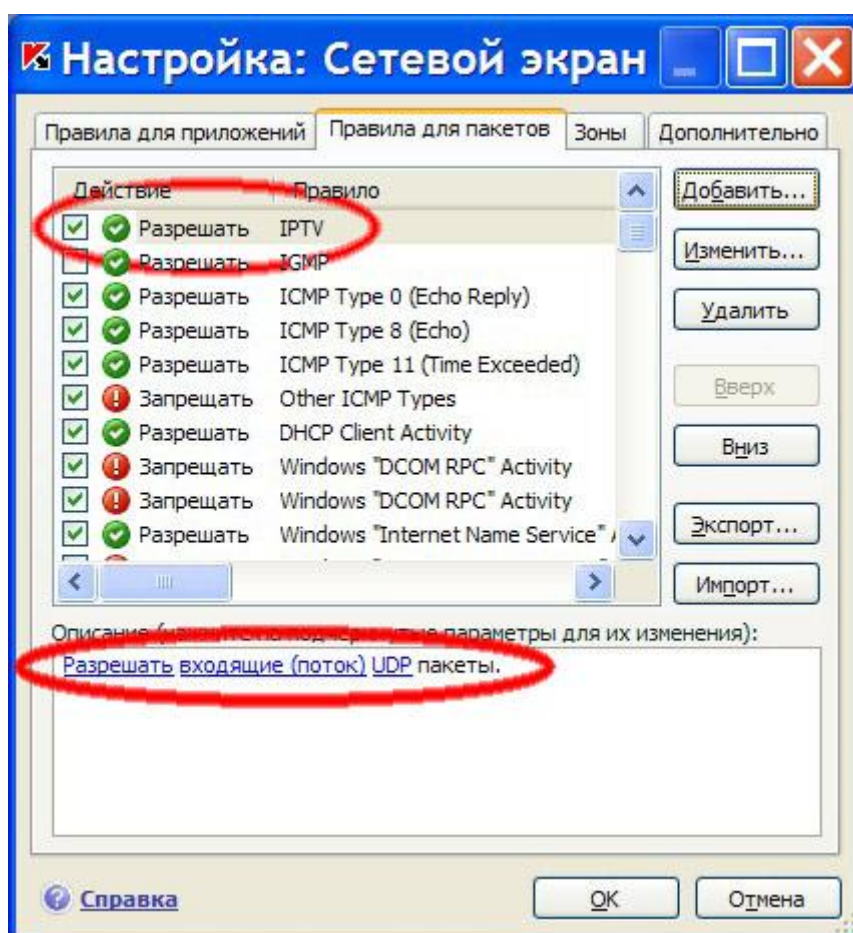 Настройка: Сетевой экран
Правила для приложений Правила для пакетов Зоны Дополнительно
Действие Правило
Разрешать IPTV
Разрешать IGMP
Разрешать ICMP Type 0 (Echo Reply)
Разрешать ICMP Type 8 (Echo)
Разрешать ICMP Type 11 (Time Exceeded)
Запрещать Other ICMP Types
Разрешать DHCP Client Activity
Запрещать Windows "DCOM RPC" Activity
Запрещать Windows "DCOM RPC" Activity
Разрешать Windows "Internet Name Service"
Добавить...
Изменить...
Удалить
Вверх
Вниз
Экспорт...
Импорт...
Описание (нажмите на подчеркнутые параметры для их изменения):
Разрешать входящие (поток) UDP пакеты.
Справка OK Отмена